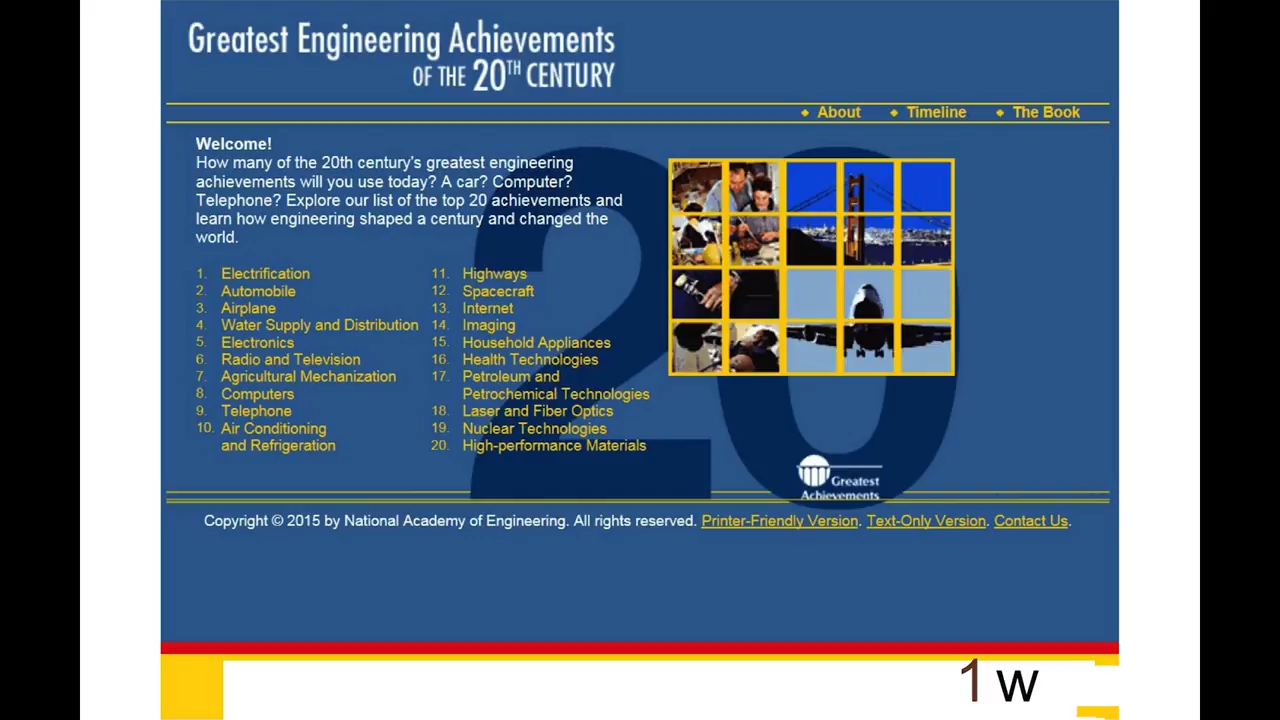 Greatest Engineering Achievements
OF THE 20TH CENTURY
About
Timeline
The Book
Welcome!
How many of the 20th century's greatest engineering
achievements will you use today? A car? Computer?
Telephone? Explore our list of the top 20 achievements and
learn how engineering shaped a century and changed the
world.
1. Electrification
2. Automobile
3. Airplane
4. Water Supply and Distribution
5. Electronics
6. Radio and Television
7. Agricultural Mechanization
8. Computers
9. Telephone
10. Air Conditioning
and Refrigeration
11. Highways
12. Spacecraft
13. Internet
14. Imaging
15. Household Appliances
16. Health Technologies
17. Petroleum and
Petrochemical Technologies
18. Laser and Fiber Optics
19. Nuclear Technologies
20. High-performance Materials
20
Greatest
Achievements
Copyright © 2015 by National Academy of Engineering. All rights reserved. Printer-Friendly Version. Text-Only Version. Contact Us.
1 w